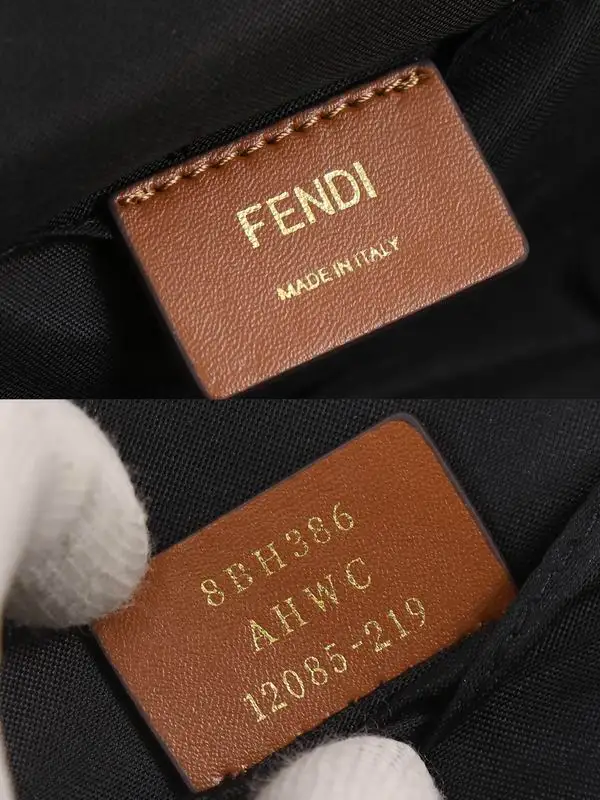 FENDI
MADE IN ITALY
8BH386
AHWC
12085-219